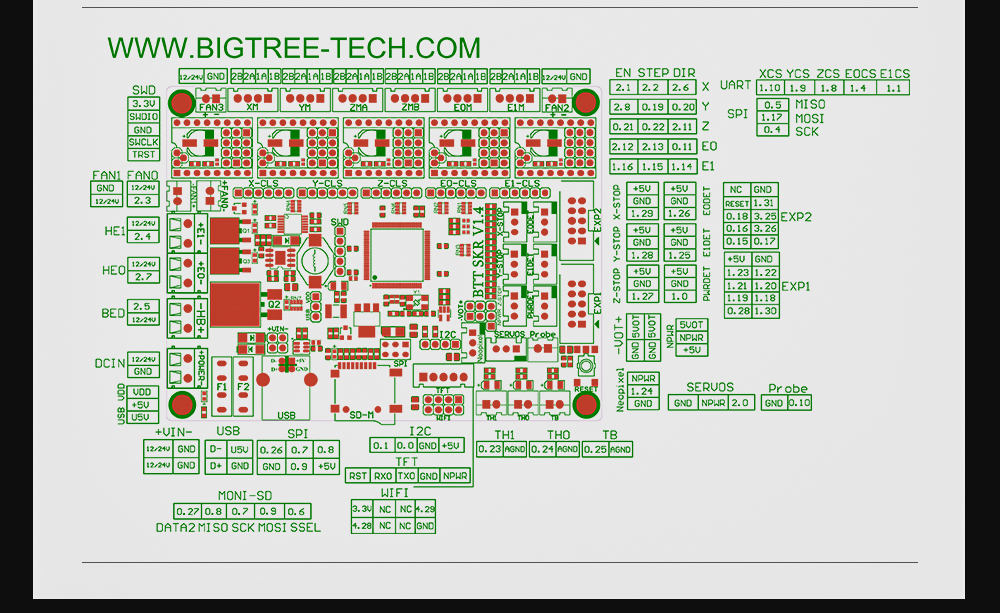 WWW.BIGTREE-TECH.COM
12/24V GND 2B 2A 1A 1B 2B 2A 1A 1B 2B 2A 1A 1B 2B 2A 1A 1B 2B 2A 1A 1B 2B 2A 1A 1B 12/24V GND
FAN3 XM YM ZMA ZMB E0M E1M FAN2
+ -
+ -
SWD
3.3V
SWDIO
GND
SWCLK
TRST
EN STEP DIR
2.1 2.2 2.6 X
2.8 0.19 0.20 Y
0.21 0.22 2.11 Z
2.12 2.13 0.11 E0
1.16 1.15 1.14 E1
XCS YCS ZCS E0CS E1CS
UART 1.10 1.9 1.8 1.4 1.1
SPI
0.5 MISO
1.17 MOSI
0.4 SCK
FAN1 FAN0
GND 12/24V
12/24V 2.3
X-CLS Y-CLS Z-CLS E0-CLS E1-CLS
HE1
12/24V
2.4
HE0
12/24V
2.7
BED
2.5
12/24V
DCIN
12/24V
GND
USB VDD
VDD
+5V
U5V
+FAN0
+E1-
+E0-
+HB+
+POWER-
SWD
Q2
+VIN-
BTT SKR V1.4
X-STOP
Y-STOP
E0DET
E1DET
PWRDET
EXP2
EXP1
I2C
SPI
SERVOS Probe
Neopixel
TFT
WIFI
F1 F2
USB
SD-M
TH1 TH0 TB
RESET
X-STOP
+5V
GND
1.29
E0DET
+5V
GND
1.26
Y-STOP
+5V
GND
1.28
E1DET
+5V
GND
1.25
Z-STOP
+5V
GND
1.27
PWRDET
+5V
GND
1.0
NC GND
RESET 1.31
0.18 3.25 EXP2
0.16 3.26
0.15 0.17
+5V GND
1.23 1.22
1.21 1.20 EXP1
1.19 1.18
0.28 1.30
-VOT+
GND 5VOT
GND 5VOT
NPWR
5VOT
NPWR
+5V
Neopixel
NPWR
1.24
GND
SERVOS
GND NPWR 2.0
Probe
GND 0.10
+VIN-
12/24V GND
12/24V GND
USB
D- U5V
D+ GND
SPI
0.26 0.7 0.8
GND 0.9 +5V
I2C
0.1 0.0 GND +5V
TFT
RST RX0 TX0 GND NPWR
TH1 TH0 TB
0.23 AGND 0.24 AGND 0.25 AGND
WIFI
3.3V NC NC 4.29
4.28 NC NC GND
MONI-SD
0.27 0.8 0.7 0.9 0.6
DATA2 MISO SCK MOSI SSEL